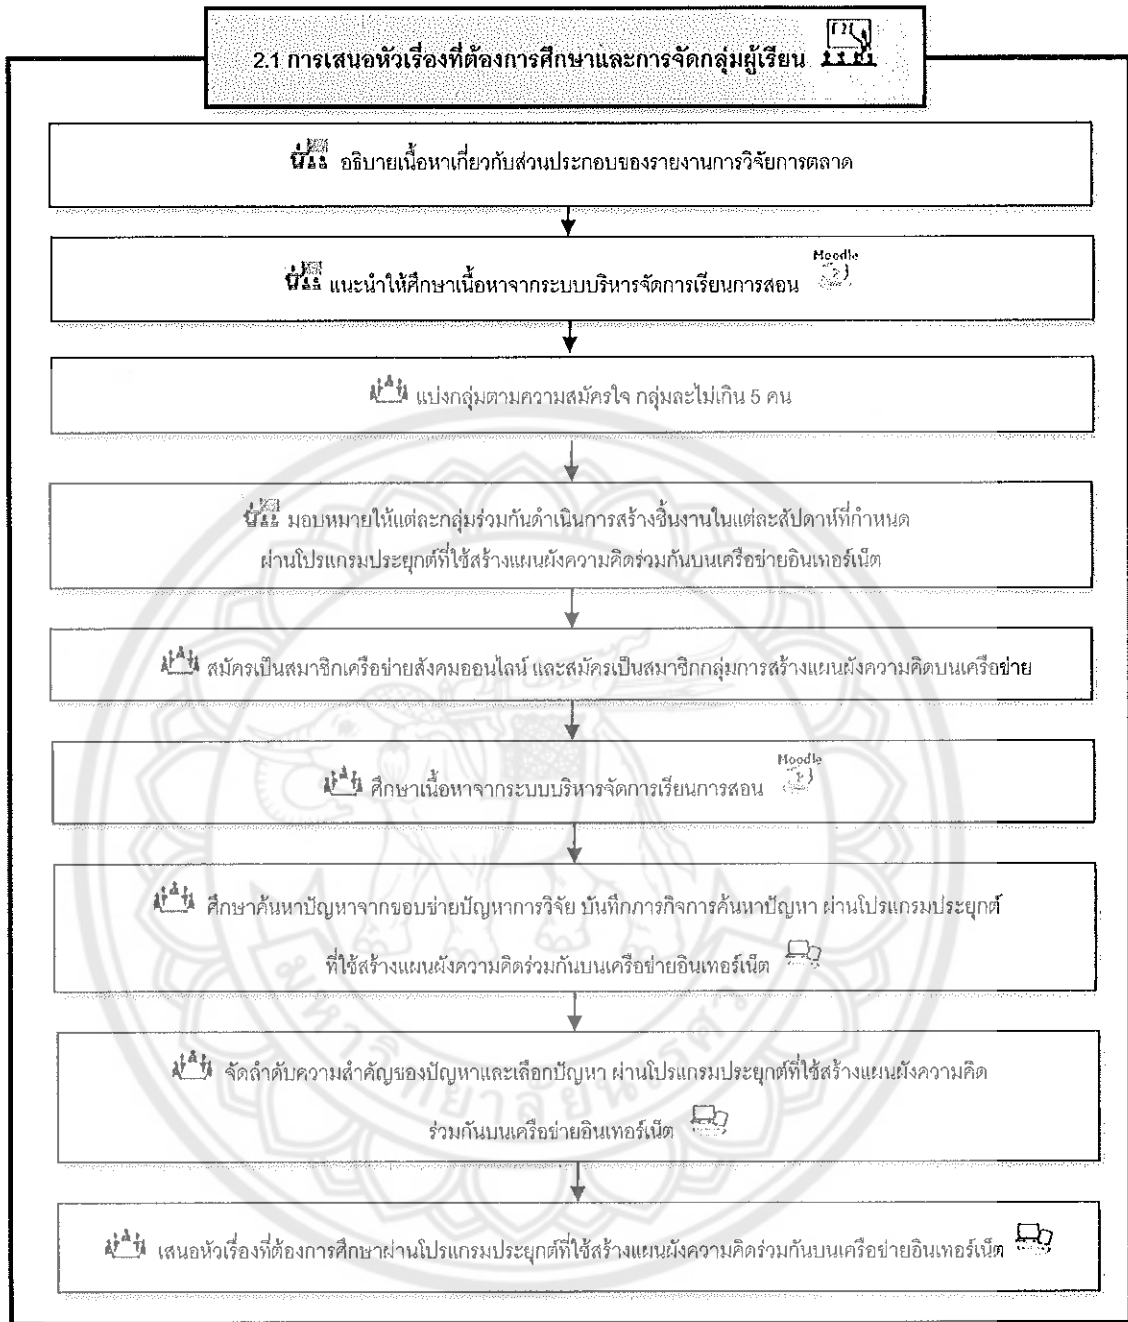 2.1 การเสนอหัวเรื่องที่ต้องการศึกษาและการจัดกลุ่มผู้เรียน
อธิบายเนื้อหาเกี่ยวกับส่วนประกอบของรายงานการวิจัยการตลาด
Moodle
แนะนำให้ศึกษาเนื้อหาจากระบบบริหารจัดการเรียนการสอน
แบ่งกลุ่มตามความสมัครใจ กลุ่มละไม่เกิน 5 คน
มอบหมายให้แต่ละกลุ่มร่วมกันดำเนินการสร้างชิ้นงานในแต่ละสัปดาห์ที่กำหนด
ผ่านโปรแกรมประยุกต์ที่ใช้สร้างแผนผังความคิดร่วมกันบนเครือข่ายอินเทอร์เน็ต
สมัครเป็นสมาชิกเครือข่ายสังคมออนไลน์ และสมัครเป็นสมาชิกกลุ่มการสร้างแผนผังความคิดบนเครือข่าย
Moodle
ศึกษาเนื้อหาจากระบบบริหารจัดการเรียนการสอน
ศึกษาค้นหาปัญหาจากขอบข่ายปัญหาการวิจัย บันทึกภารกิจการค้นหาปัญหา ผ่านโปรแกรมประยุกต์
ที่ใช้สร้างแผนผังความคิดร่วมกันบนเครือข่ายอินเทอร์เน็ต
จัดลำดับความสำคัญของปัญหาและเลือกปัญหา ผ่านโปรแกรมประยุกต์ที่ใช้สร้างแผนผังความคิด
ร่วมกันบนเครือข่ายอินเทอร์เน็ต
เสนอหัวเรื่องที่ต้องการศึกษาผ่านโปรแกรมประยุกต์ที่ใช้สร้างแผนผังความคิดร่วมกันบนเครือข่ายอินเทอร์เน็ต
มหาวิทยาลัยนเรศวร